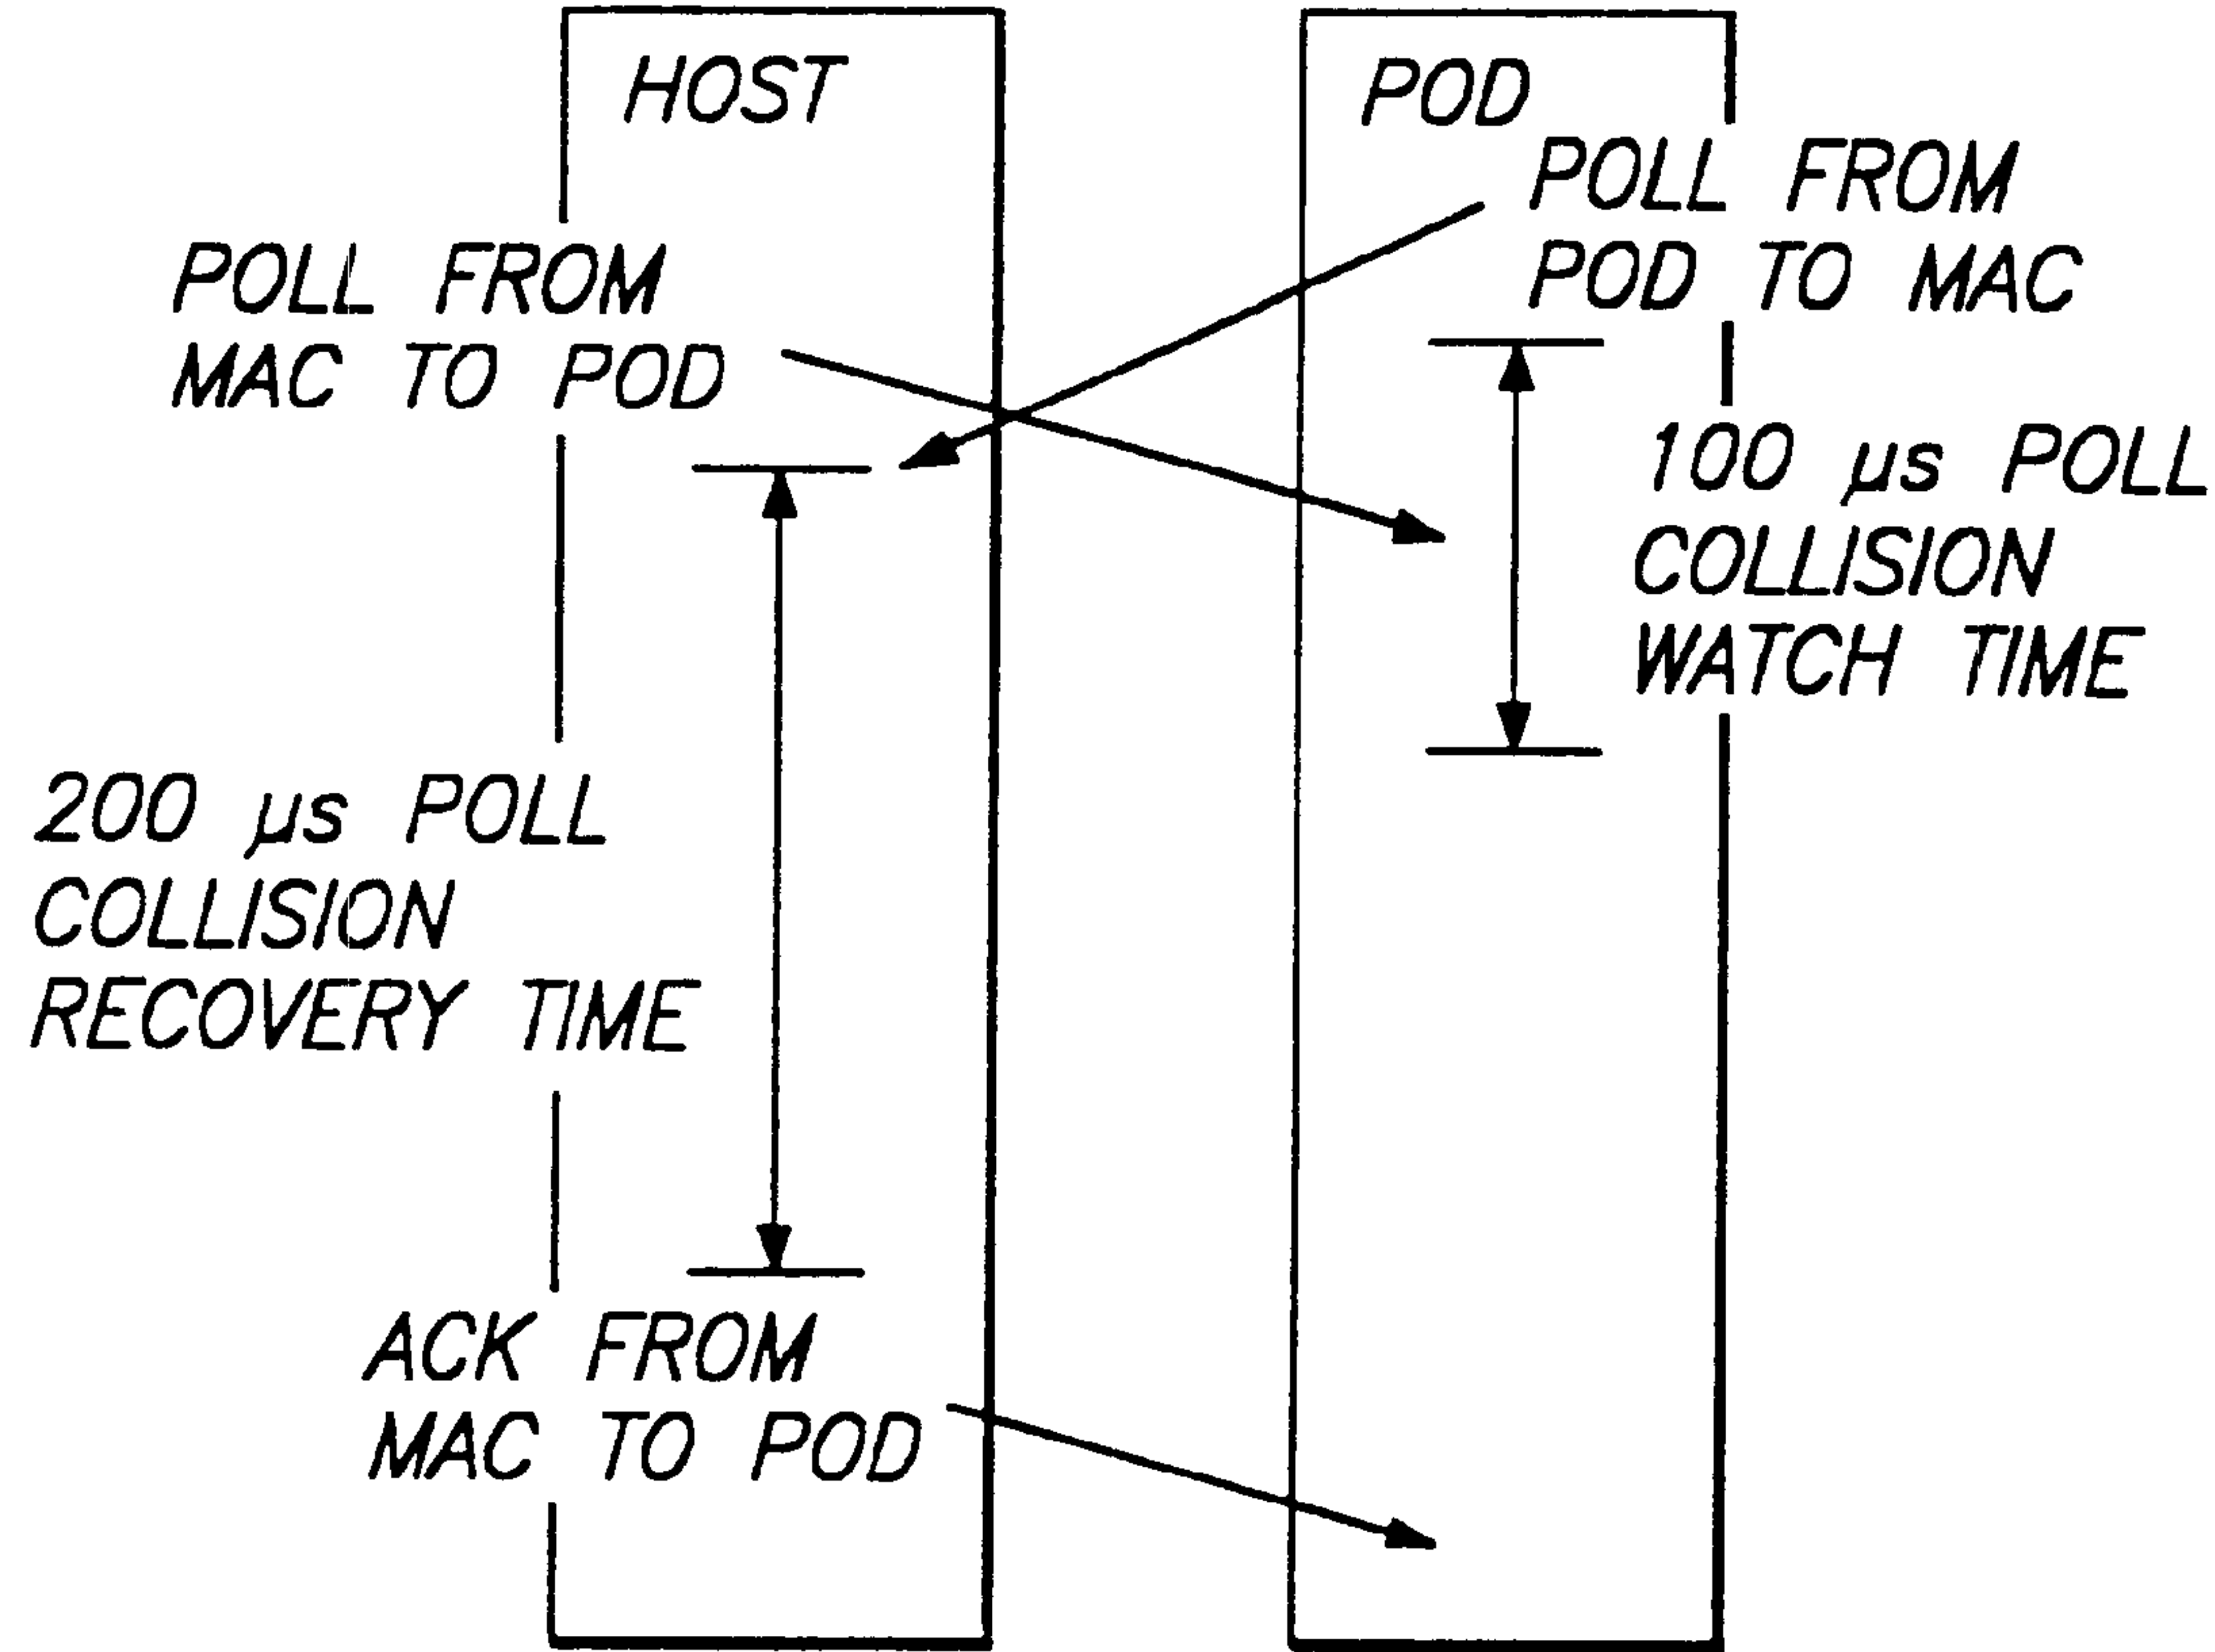 HOST
POLL FROM
MAC TO POD
200 µs POLL
COLLISION
RECOVERY TIME
ACK FROM
MAC TO POD
POD
POLL FROM
POD TO MAC
100 µs POLL
COLLISION
WATCH TIME